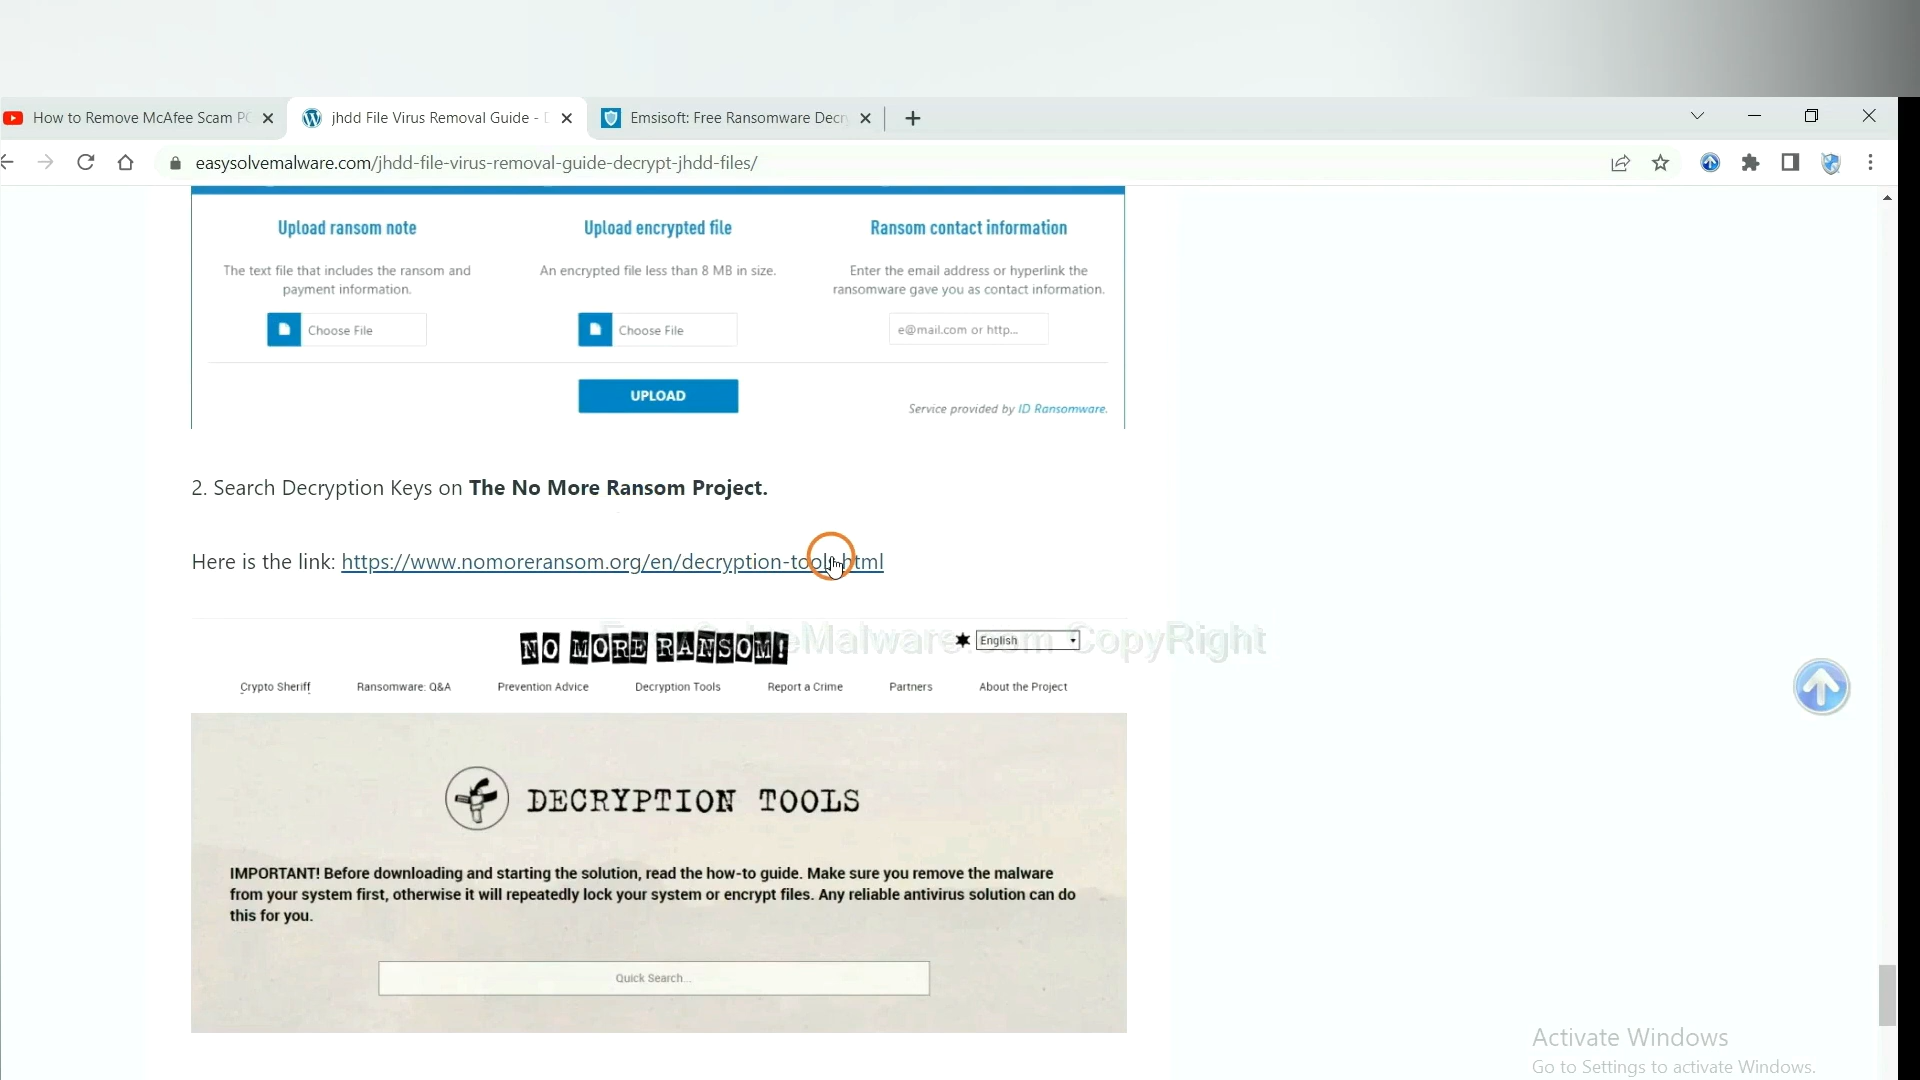 How to Remove McAfee Scam P
jhdd File Virus Removal Guide -
Emsisoft: Free Ransomware Decr
easysolvemalware.com/jhdd-file-virus-removal-guide-decrypt-jhdd-files/
Upload ransom note
The text file that includes the ransom and
payment information.
Choose File
Upload encrypted file
An encrypted file less than 8 MB in size.
Choose File
Ransom contact information
Enter the email address or hyperlink the
ransomware gave you as contact information.
e@mail.com or http...
UPLOAD
Service provided by ID Ransomware.
2. Search Decryption Keys on The No More Ransom Project.
Here is the link: https://www.nomoreransom.org/en/decryption-tools.html
NO MORE RANSOM!
English
EasySolveMalware.com CopyRight
Crypto Sheriff Ransomware: Q&A Prevention Advice Decryption Tools Report a Crime Partners About the Project
DECRYPTION TOOLS
IMPORTANT! Before downloading and starting the solution, read the how-to guide. Make sure you remove the malware
from your system first, otherwise it will repeatedly lock your system or encrypt files. Any reliable antivirus solution can do
this for you.
Quick Search...
Activate Windows
Go to Settings to activate Windows.